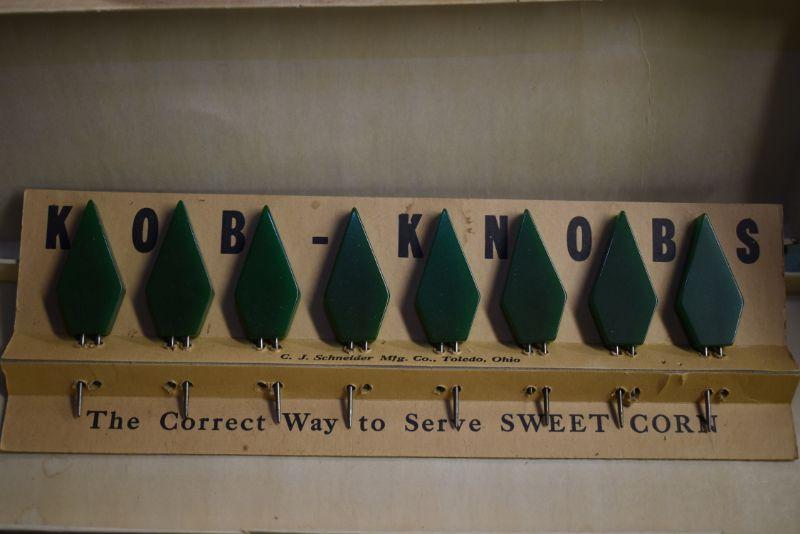 KOB-KNOBS
C. J. Schneider Mfg. Co., Toledo, Ohio
The Correct Way to Serve SWEET CORN